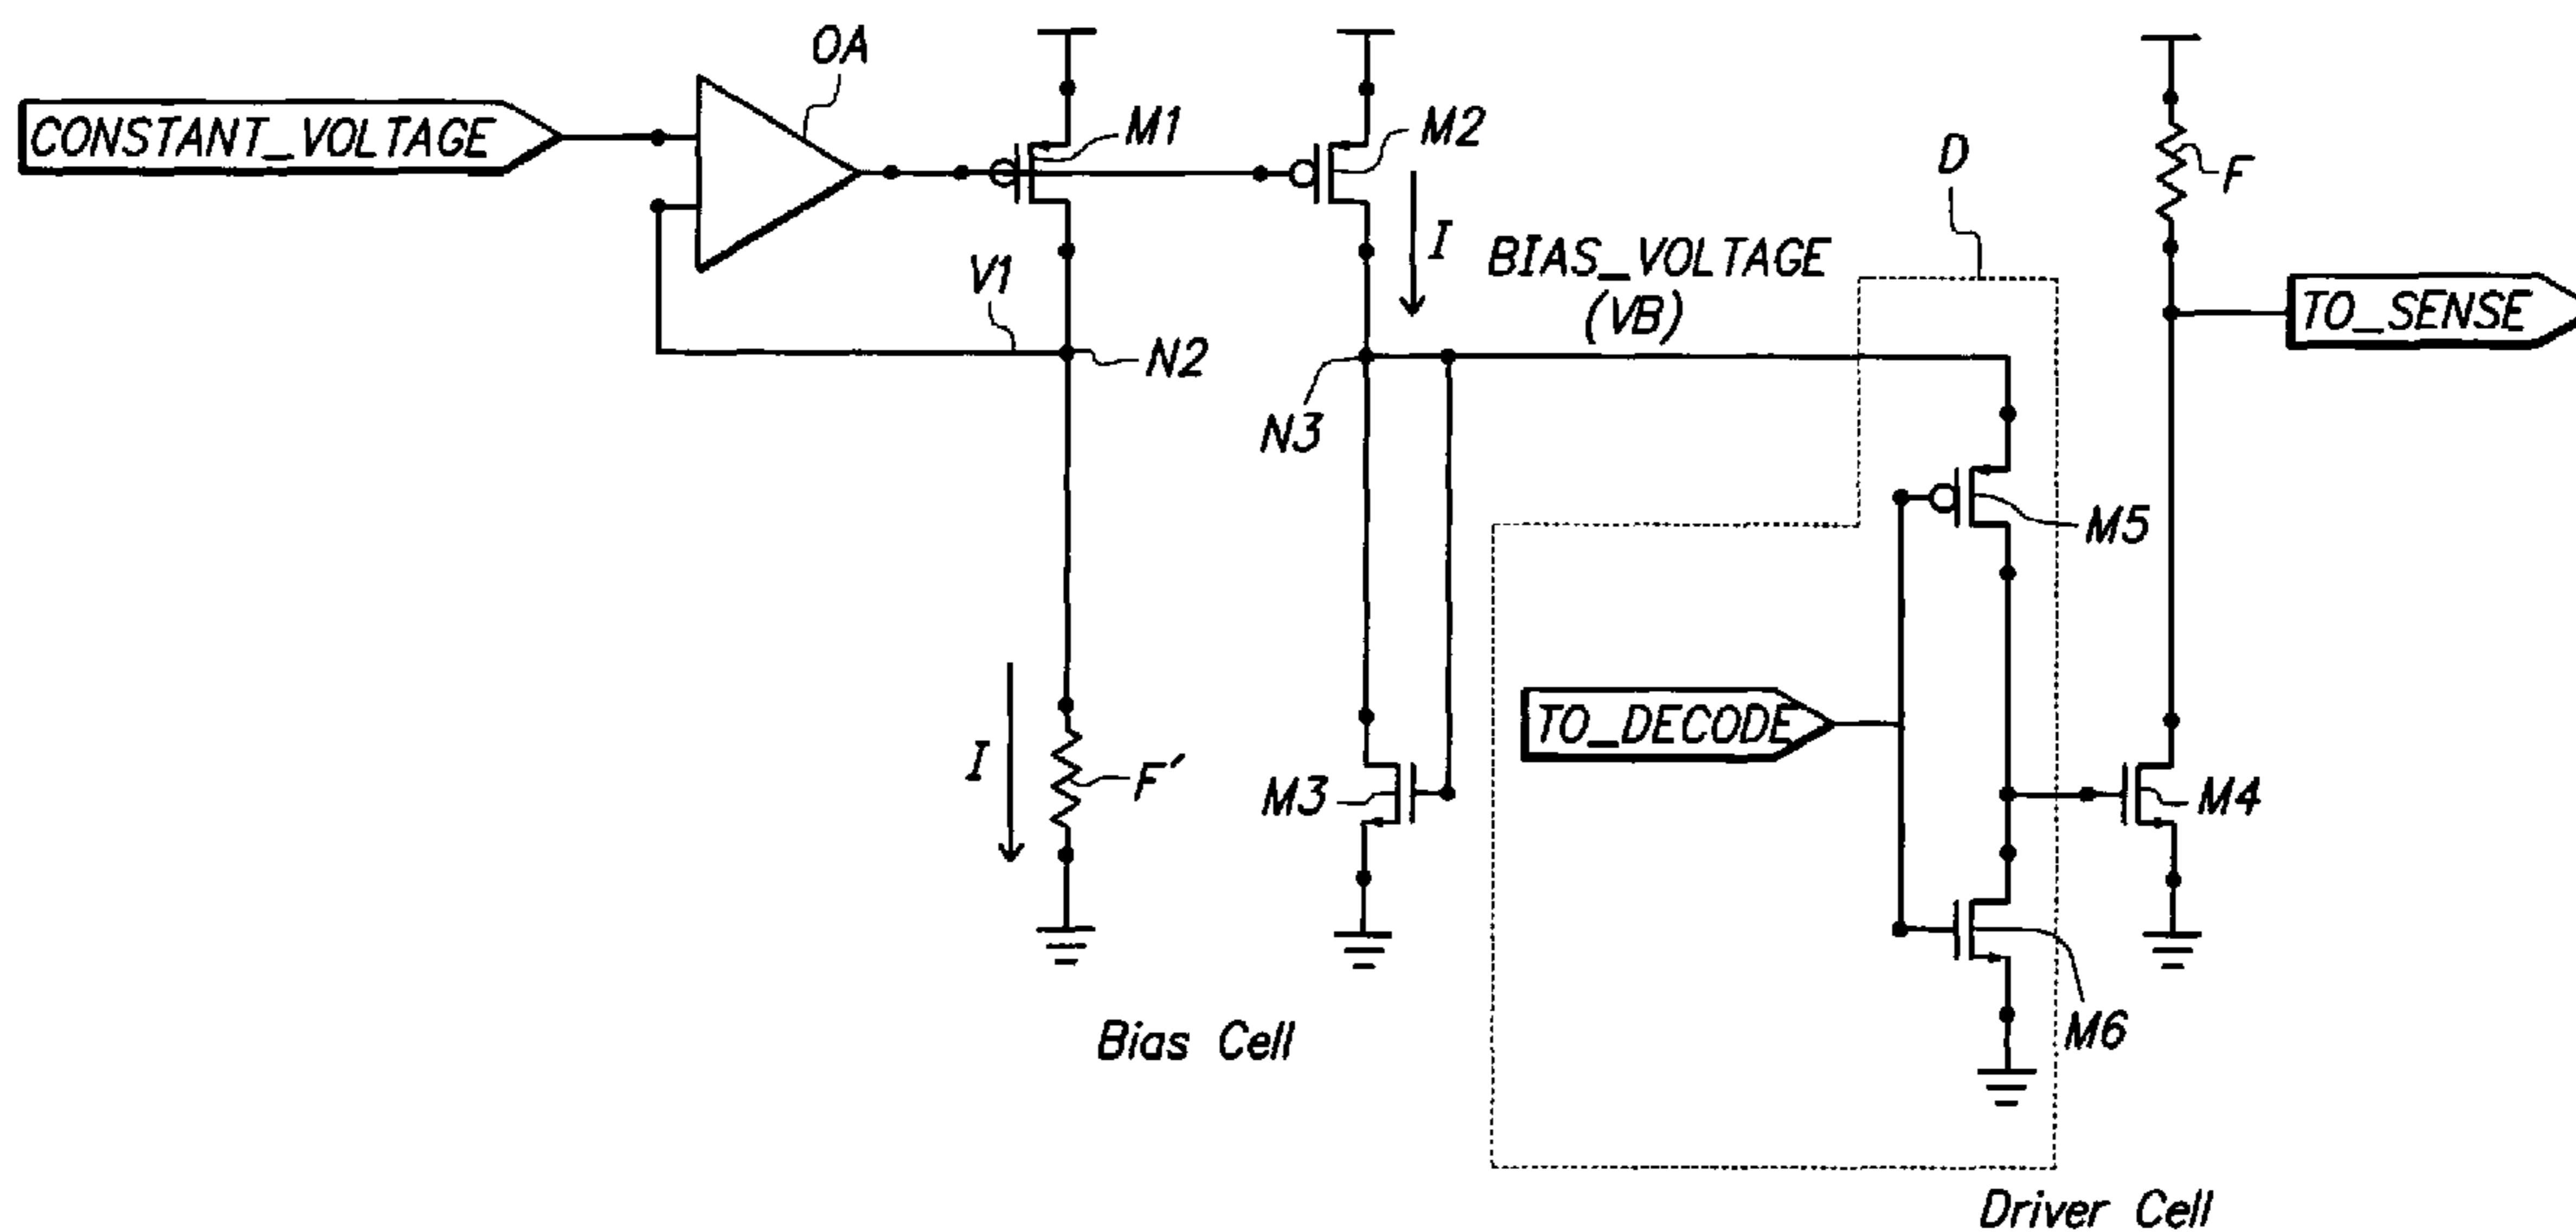 OA
CONSTANT_VOLTAGE
M1
M2
D
F
I
BIAS_VOLTAGE
(VB)
V1
N2
TO_SENSE
N3
M5
TO_DECODE
I
F'
M3
M4
M6
Bias Cell
Driver Cell